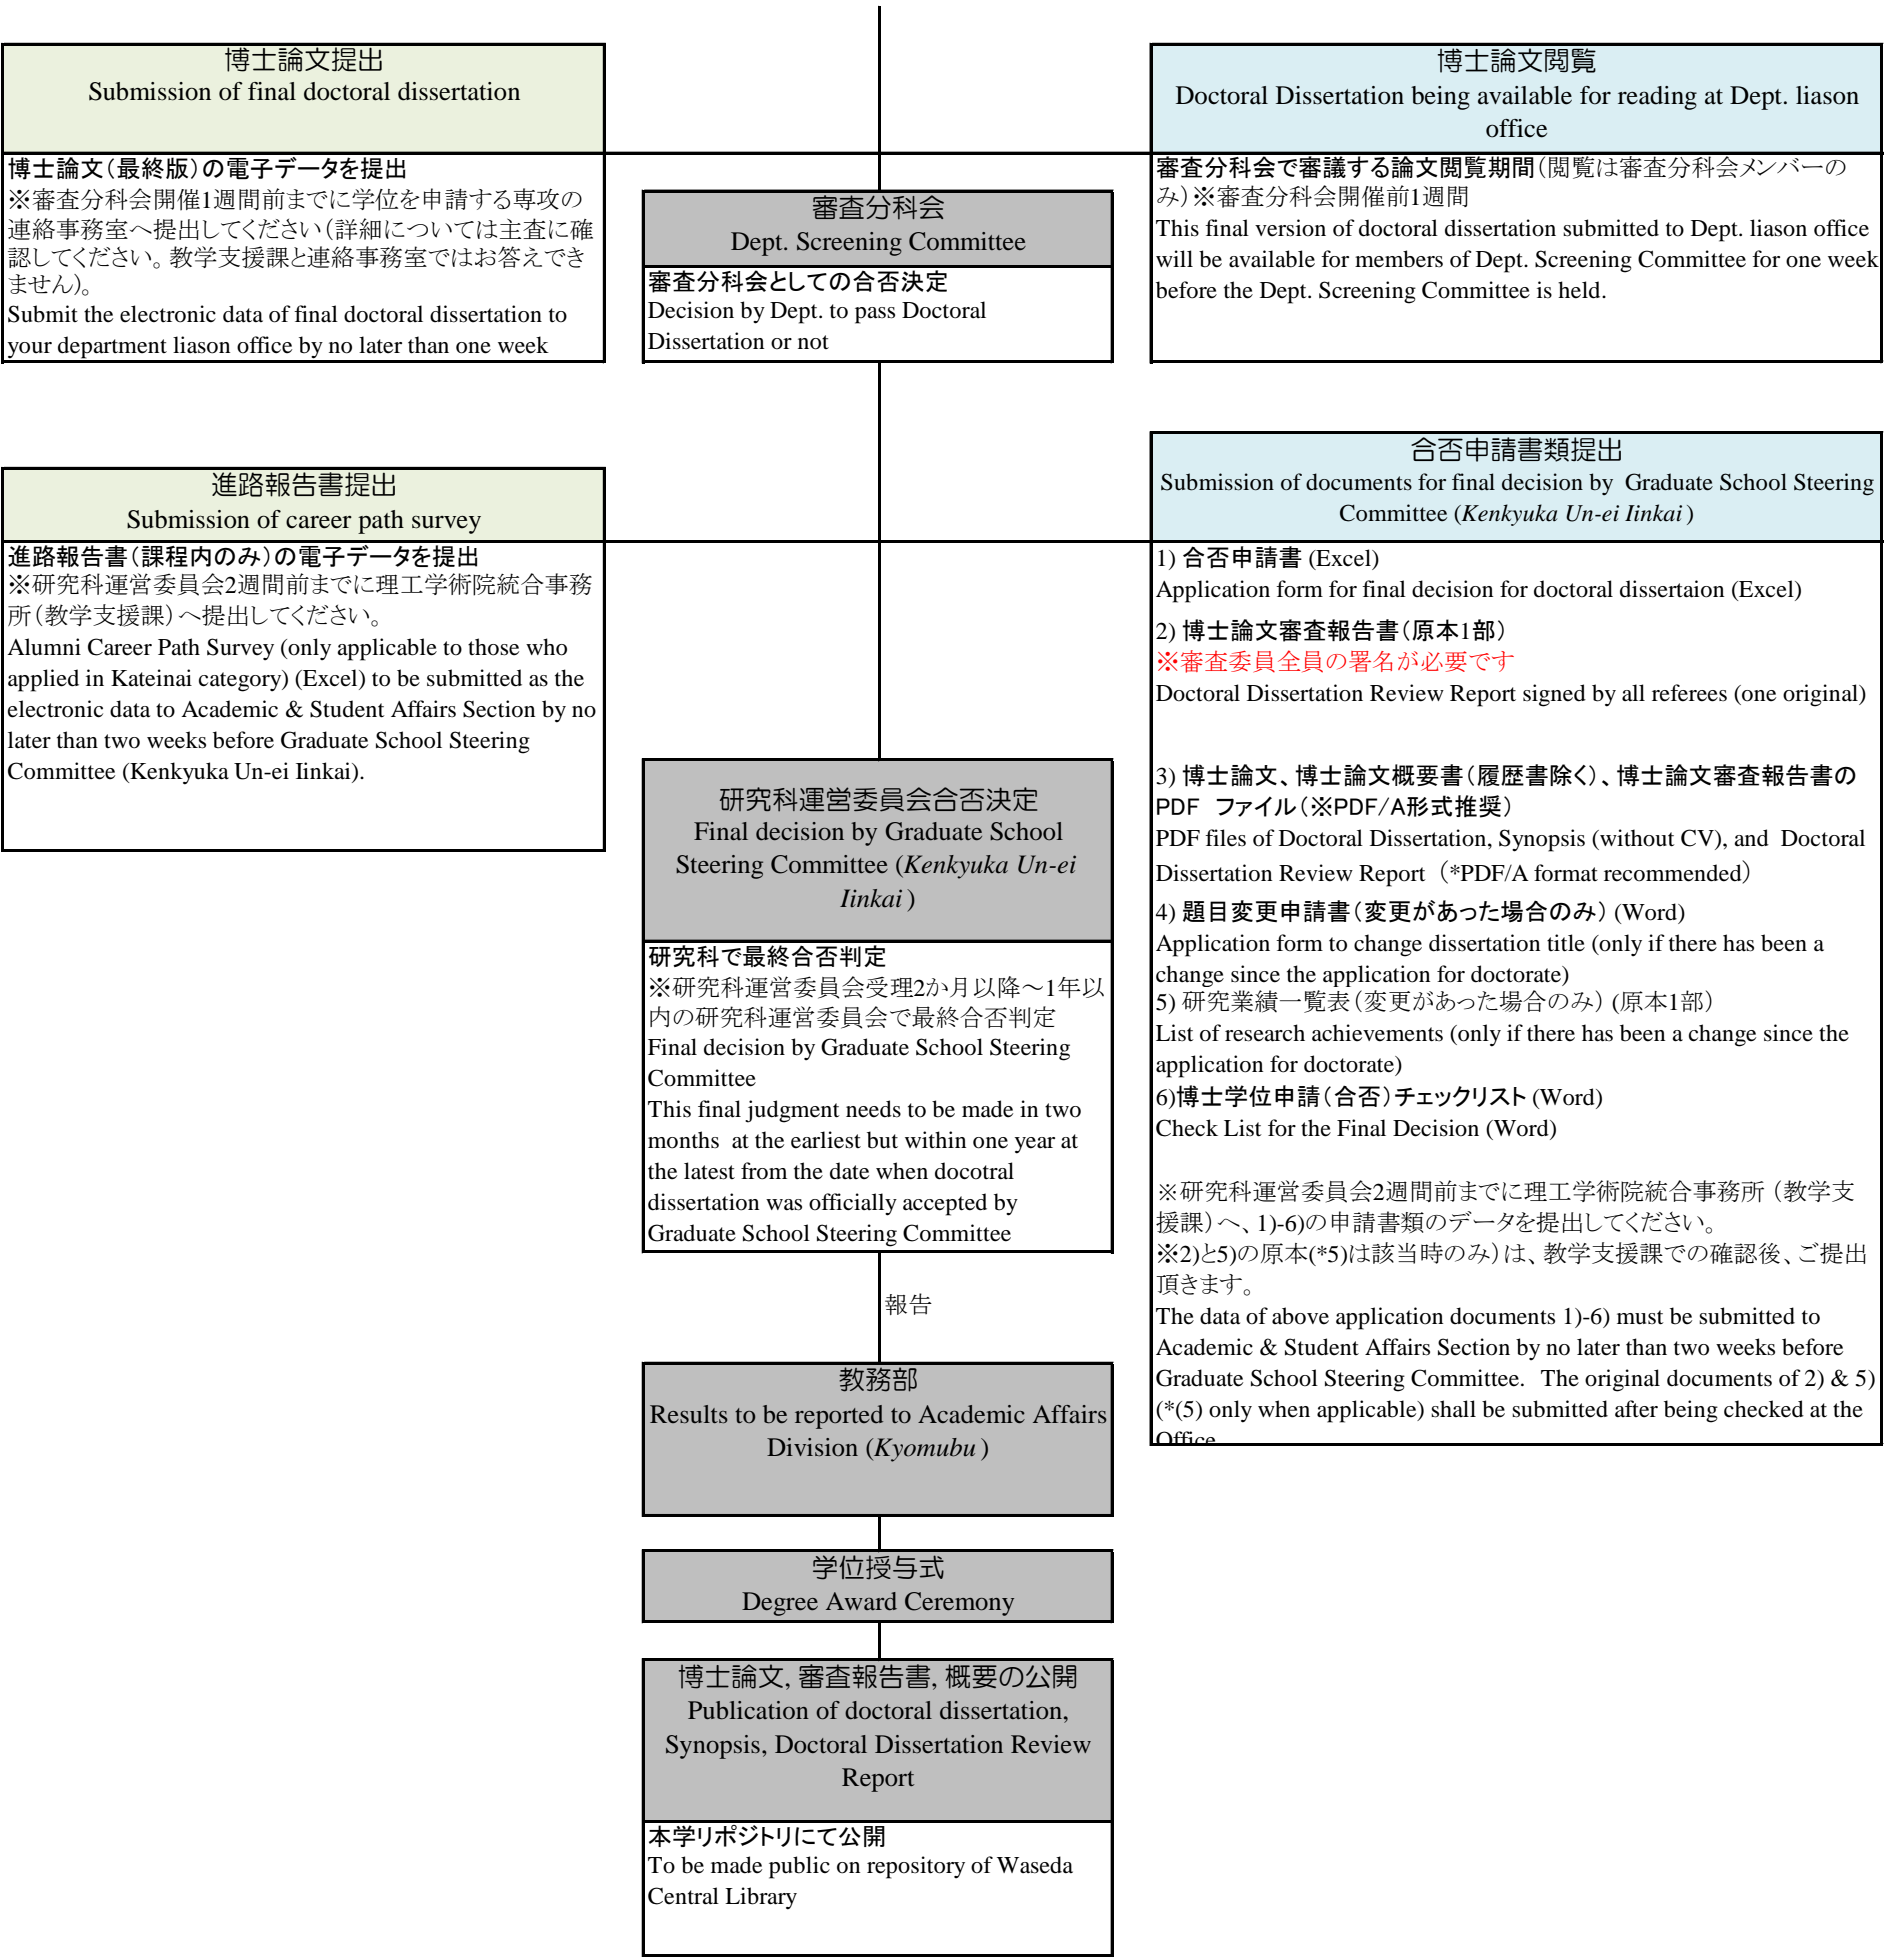 博士論文提出
Submission of final doctoral dissertation
博士論文（最終版）の電子データを提出
※審査分科会開催1週間前までに学位を申請する専攻の
連絡事務室へ提出してください（詳細については主査に確
認してください。教学支援課と連絡事務室ではお答えでき
ません）。
Submit the electronic data of final doctoral dissertation to
your department liason office by no later than one week
審査分科会
Dept. Screening Committee
審査分科会としての合否決定
Decision by Dept. to pass Doctoral
Dissertation or not
博士論文閲覧
Doctoral Dissertation being available for reading at Dept. liason
office
審査分科会で審議する論文閲覧期間（閲覧は審査分科会メンバーの
み）※審査分科会開催前1週間
This final version of doctoral dissertation submitted to Dept. liason office
will be available for members of Dept. Screening Committee for one week
before the Dept. Screening Committee is held.
進路報告書提出
Submission of career path survey
進路報告書（課程内のみ）の電子データを提出
※研究科運営委員会2週間前までに理工学術院統合事務
所（教学支援課）へ提出してください。
Alumni Career Path Survey (only applicable to those who
applied in Kateinai category) (Excel) to be submitted as the
electronic data to Academic & Student Affairs Section by no
later than two weeks before Graduate School Steering
Committee (Kenkyuka Un-ei Iinkai).
合否申請書類提出
Submission of documents for final decision by Graduate School Steering
Committee (Kenkyuka Un-ei Iinkai)
1) 合否申請書 (Excel)
Application form for final decision for doctoral dissertaion (Excel)
2) 博士論文審査報告書（原本1部）
※審査委員全員の署名が必要です
Doctoral Dissertation Review Report signed by all referees (one original)
3) 博士論文、博士論文概要書（履歴書除く）、博士論文審査報告書の
PDF ファイル（※PDF/A形式推奨）
PDF files of Doctoral Dissertation, Synopsis (without CV), and Doctoral
Dissertation Review Report（*PDF/A format recommended）
4) 題目変更申請書（変更があった場合のみ） (Word)
Application form to change dissertation title (only if there has been a
change since the application for doctorate)
5) 研究業績一覧表（変更があった場合のみ） (原本1部）
List of research achievements (only if there has been a change since the
application for doctorate)
6)博士学位申請（合否）チェックリスト (Word)
Check List for the Final Decision (Word)
※研究科運営委員会2週間前までに理工学術院統合事務所（教学支
援課）へ、1)-6)の申請書類のデータを提出してください。
※2)と5)の原本(*5)は該当時のみ）は、教学支援課での確認後、ご提出
頂きます。
The data of above application documents 1)-6) must be submitted to
Academic & Student Affairs Section by no later than two weeks before
Graduate School Steering Committee. The original documents of 2) & 5)
(*(5) only when applicable) shall be submitted after being checked at the
Office
研究科運営委員会合否決定
Final decision by Graduate School
Steering Committee (Kenkyuka Un-ei
Iinkai)
研究科で最終合否判定
※研究科運営委員会受理2か月以降～1年以
内の研究科運営委員会で最終合否判定
Final decision by Graduate School Steering
Committee
This final judgment needs to be made in two
months at the earliest but within one year at
the latest from the date when docotral
dissertation was officially accepted by
Graduate School Steering Committee
報告
教務部
Results to be reported to Academic Affairs
Division (Kyomubu)
学位授与式
Degree Award Ceremony
博士論文, 審査報告書, 概要の公開
Publication of doctoral dissertation,
Synopsis, Doctoral Dissertation Review
Report
本学リポジトリにて公開
To be made public on repository of Waseda
Central Library